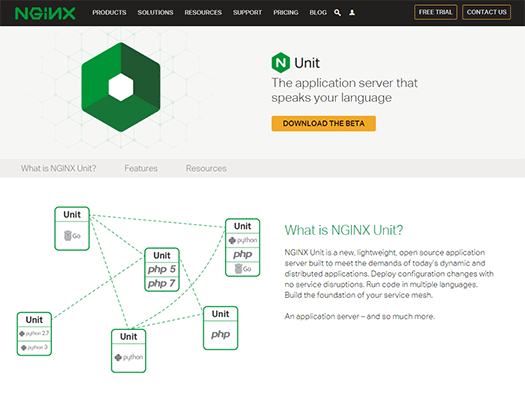 NGINX PRODUCTS SOLUTIONS RESOURCES SUPPORT PRICING BLOG FREE TRIAL CONTACT US
N Unit
The application server that
speaks your language
DOWNLOAD THE BETA
What is NGINX Unit? Features Resources
Unit
Go
Unit
python
php
Go
Unit
php 5
php 7
Unit
python 2.7
python 3
Unit
python
Unit
php
What is NGINX Unit?
NGINX Unit is a new, lightweight, open source application
server built to meet the demands of today's dynamic and
distributed applications. Deploy configuration changes with
no service disruptions. Run code in multiple languages.
Build the foundation of your service mesh.
An application server – and so much more.